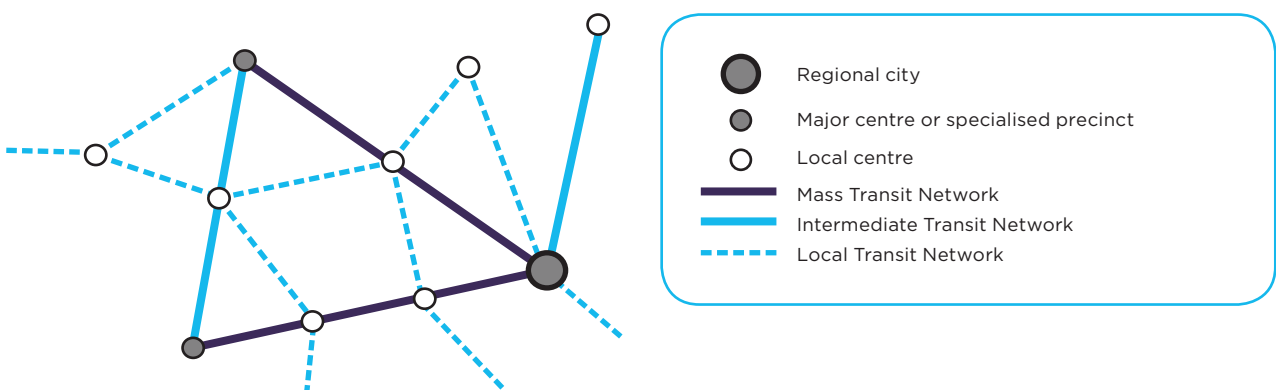 Regional city
Major centre or specialised precinct
Local centre
Mass Transit Network
Intermediate Transit Network
Local Transit Network